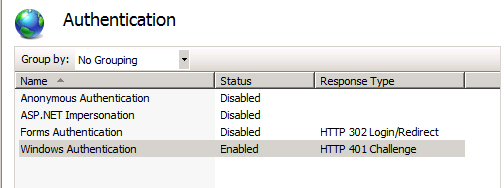 Authentication
Group by: No Grouping
Name Status Response Type
Anonymous Authentication Disabled
ASP.NET Impersonation Disabled
Forms Authentication Disabled HTTP 302 Login/Redirect
Windows Authentication Enabled HTTP 401 Challenge